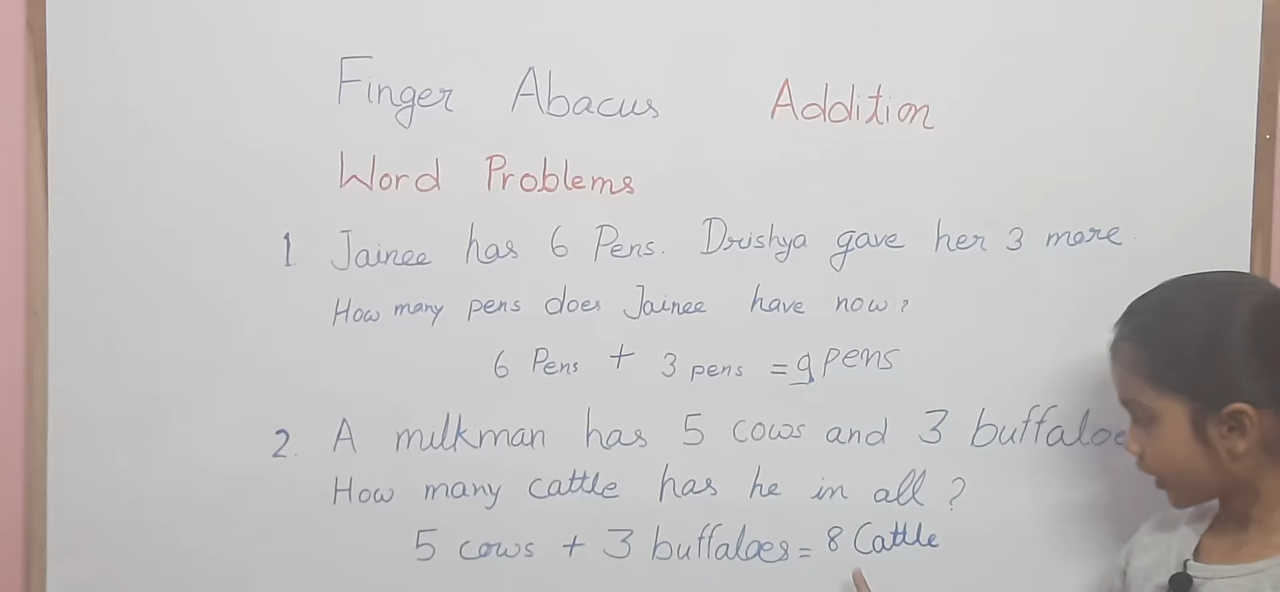 Finger Abacus Addition
Word Problems
1. Jainee has 6 Pens. Drishya gave her 3 more.
How many pens does Jainee have now?
6 Pens + 3 pens = 9 pens
2. A milkman has 5 cows and 3 buffaloe
How many cattle has he in all?
5 cows + 3 buffaloes = 8 Cattle